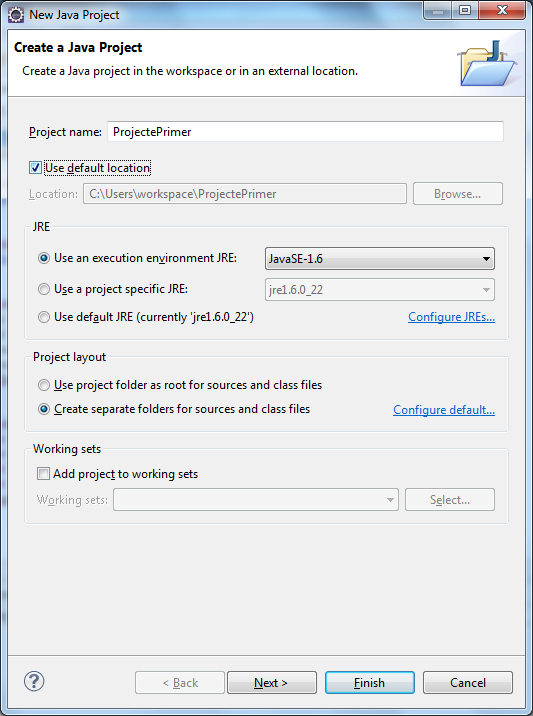 New Java Project
Create a Java Project
Create a Java project in the workspace or in an external location.
Project name: ProjectePrimer
Use default location
Location: C:\Users\workspace\ProjectePrimer Browse...
JRE
Use an execution environment JRE: JavaSE-1.6
Use a project specific JRE: jre1.6.0_22
Use default JRE (currently 'jre1.6.0_22') Configure JREs...
Project layout
Use project folder as root for sources and class files
Create separate folders for sources and class files Configure default...
Working sets
Add project to working sets
Working sets: Select...
? < Back Next > Finish Cancel